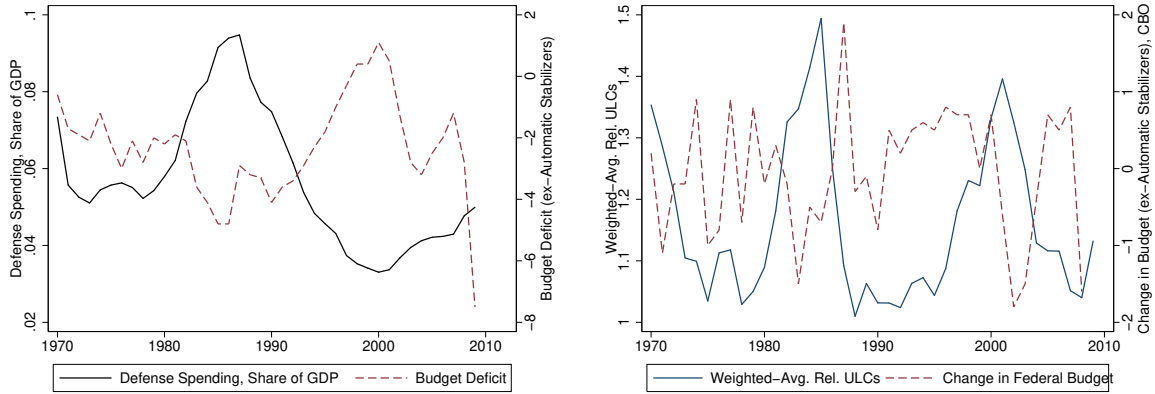 Defense Spending, Share of GDP
.02 .04 .06 .08 .1
Budget Deficit (ex-Automatic Stabilizers)
-8 -6 -4 -2 0 2
1970 1980 1990 2000 2010
Defense Spending, Share of GDP Budget Deficit
Weighted-Avg. Rel. ULCs
1 1.1 1.2 1.3 1.4 1.5
Change in Budget (ex-Automatic Stabilizers), CBO
-2 -1 0 1 2
1970 1980 1990 2000 2010
Weighted-Avg. Rel. ULCs Change in Federal Budget